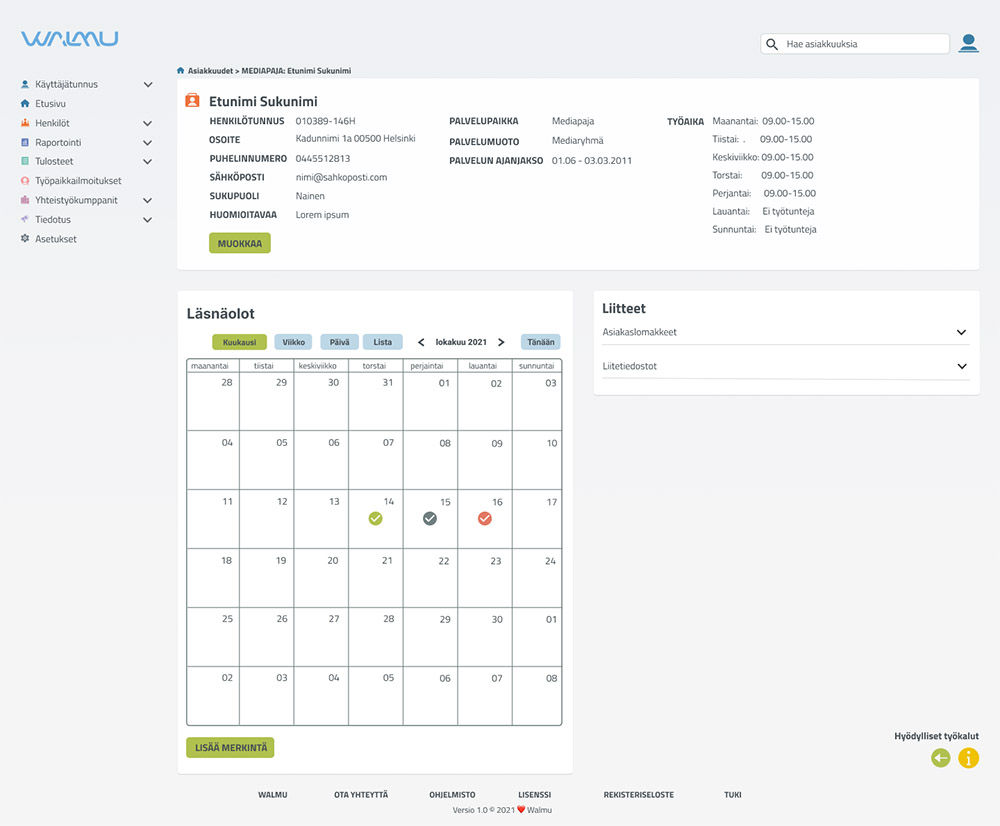 WALMU
Hae asiakkuuksia
Asiakkuudet > MEDIAPAJA: Etunimi Sukunimi
Käyttäjätunnus
Etusivu
Henkilöt
Raportointi
Tulosteet
Työpaikkailmoitukset
Yhteistyökumppanit
Tiedotus
Asetukset
Etunimi Sukunimi
HENKILÖTUNNUS 010389-146H
OSOITE Kadunnimi 1a 00500 Helsinki
PUHELINNUMERO 0445512813
SÄHKÖPOSTI nimi@sahkoposti.com
SUKUPUOLI Nainen
HUOMIOITAVAA Lorem ipsum
MUOKKAA
PALVELUPAIKKA Mediapaja
PALVELUMUOTO Mediaryhmä
PALVELUN AJANJAKSO 01.06 - 03.03.2011
TYÖAIKA Maanantai: 09.00-15.00
Tiistai: . 09.00-15.00
Keskiviikko: 09.00-15.00
Torstai: 09.00-15.00
Perjantai: 09.00-15.00
Lauantai: Ei työtunteja
Sunnuntai: Ei työtunteja
Läsnäolot
Kuukausi Viikko Päivä Lista < lokakuu 2021 > Tänään
maanantai tiistai keskiviikko torstai perjaintai lauantai sunnuntai
28 29 30 31 01 02 03
04 05 06 07 08 09 10
11 12 13 14 15 16 17
18 19 20 21 22 23 24
25 26 27 28 29 30 01
02 03 04 05 06 07 08
LISÄÄ MERKINTÄ
Liitteet
Asiakaslomakkeet
Liitetiedostot
Hyödylliset työkalut
WALMU OTA YHTEYTTÄ OHJELMISTO LISENSSI REKISTERISELOSTE TUKI
Versio 1.0 © 2021 ❤ Walmu